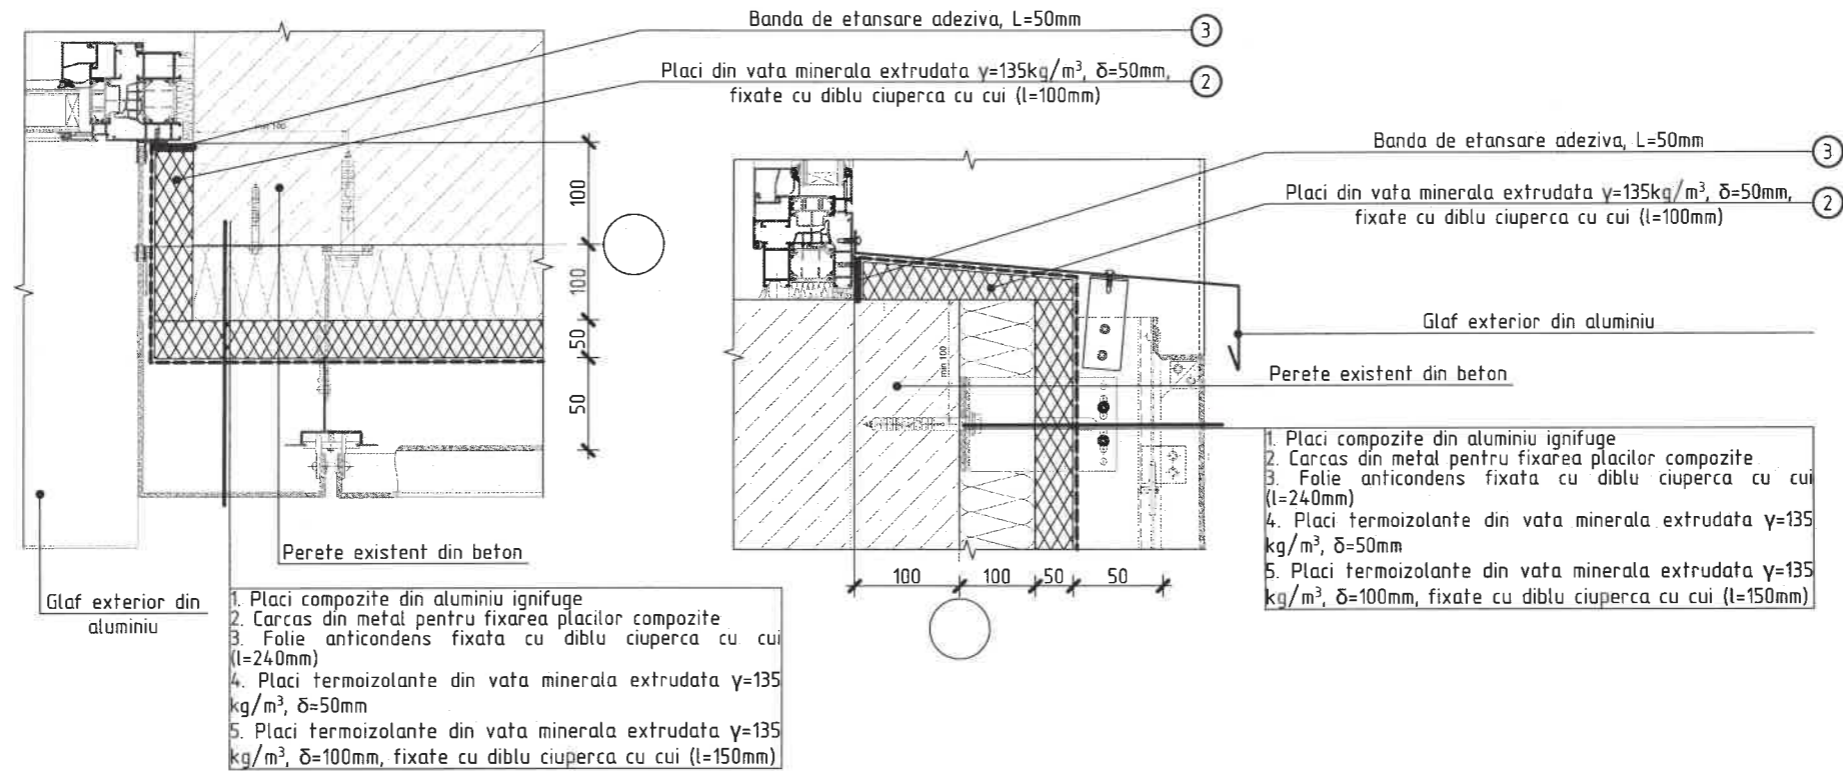 Banda de etansare adeziva, L=50mm
3
Placi din vata minerala extrudata γ=135kg/m³, δ=50mm,
fixate cu diblu ciuperca cu cui (l=100mm)
2
min 100
100
100
50
50
Perete existent din beton
Glaf exterior din
aluminiu
1. Placi compozite din aluminiu ignifuge
2. Carcas din metal pentru fixarea placilor compozite
3. Folie anticondens fixata cu diblu ciuperca cu cui
(l=240mm)
4. Placi termoizolante din vata minerala extrudata γ=135
kg/m³, δ=50mm
5. Placi termoizolante din vata minerala extrudata γ=135
kg/m³, δ=100mm, fixate cu diblu ciuperca cu cui (l=150mm)
Banda de etansare adeziva, L=50mm
3
Placi din vata minerala extrudata γ=135kg/m³, δ=50mm,
fixate cu diblu ciuperca cu cui (l=100mm)
2
Glaf exterior din aluminiu
min 100
Perete existent din beton
1. Placi compozite din aluminiu ignifuge
2. Carcas din metal pentru fixarea placilor compozite
3. Folie anticondens fixata cu diblu ciuperca cu cui
(l=240mm)
4. Placi termoizolante din vata minerala extrudata γ=135
kg/m³, δ=50mm
5. Placi termoizolante din vata minerala extrudata γ=135
kg/m³, δ=100mm, fixate cu diblu ciuperca cu cui (l=150mm)
100 100 50 50